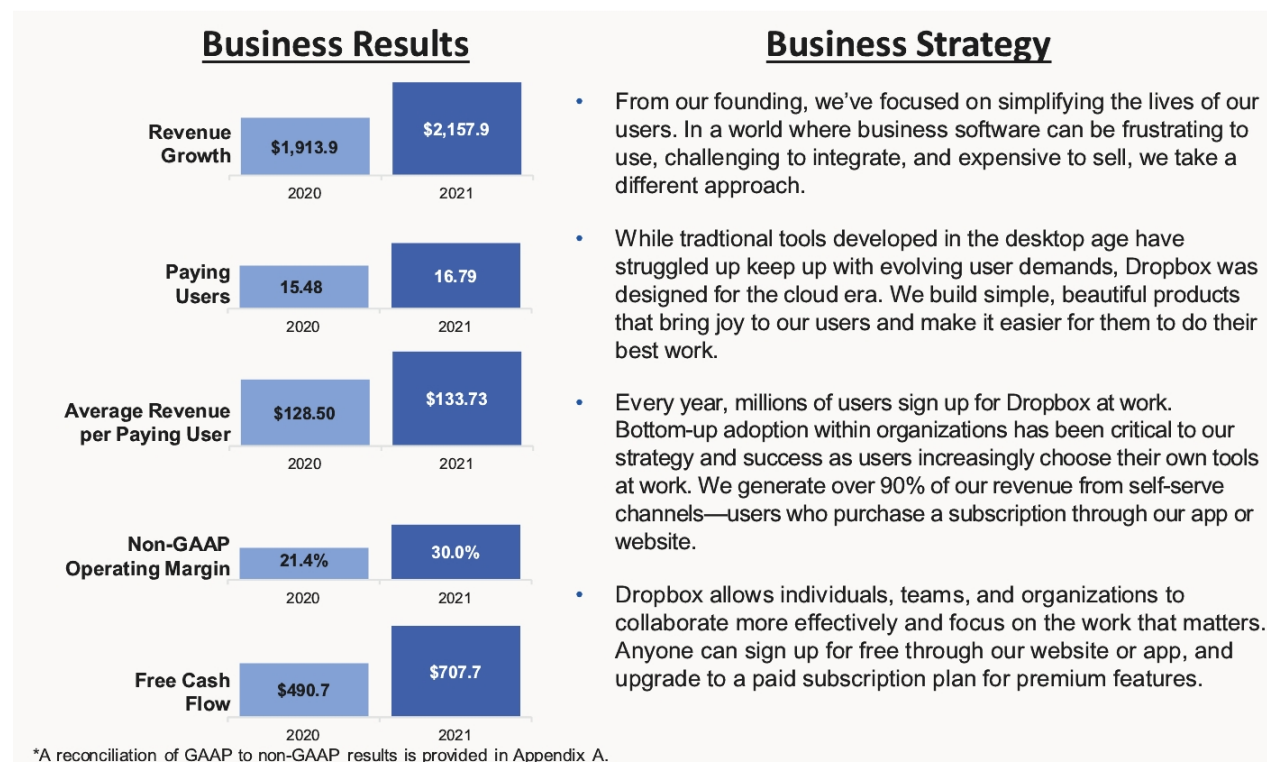 Business Results
Revenue
Growth
$1,913.9
$2,157.9
2020
2021
Paying
Users
15.48
16.79
2020
2021
Average Revenue
per Paying User
$128.50
$133.73
2020
2021
Non-GAAP
Operating Margin
21.4%
30.0%
2020
2021
Free Cash
Flow
$490.7
$707.7
2020
2021
*A reconciliation of GAAP to non-GAAP results is provided in Appendix A.
Business Strategy
• From our founding, we’ve focused on simplifying the lives of our
users. In a world where business software can be frustrating to
use, challenging to integrate, and expensive to sell, we take a
different approach.
• While tradtional tools developed in the desktop age have
struggled up keep up with evolving user demands, Dropbox was
designed for the cloud era. We build simple, beautiful products
that bring joy to our users and make it easier for them to do their
best work.
• Every year, millions of users sign up for Dropbox at work.
Bottom-up adoption within organizations has been critical to our
strategy and success as users increasingly choose their own tools
at work. We generate over 90% of our revenue from self-serve
channels—users who purchase a subscription through our app or
website.
• Dropbox allows individuals, teams, and organizations to
collaborate more effectively and focus on the work that matters.
Anyone can sign up for free through our website or app, and
upgrade to a paid subscription plan for premium features.